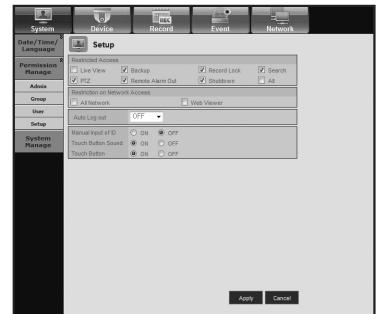 System Device Record Event Network
REC
Date/Time/
Language
Permission
Manage
Admin
Group
User
Setup
System
Manage
Setup
Restricted Access
Live View Backup Record Lock Search
PTZ Remote Alarm Out Shutdown All
Restriction on Network Access
All Network Web Viewer
Auto Log out OFF
Manual Input of ID ON OFF
Touch Button Sound ON OFF
Touch Button ON OFF
Apply Cancel